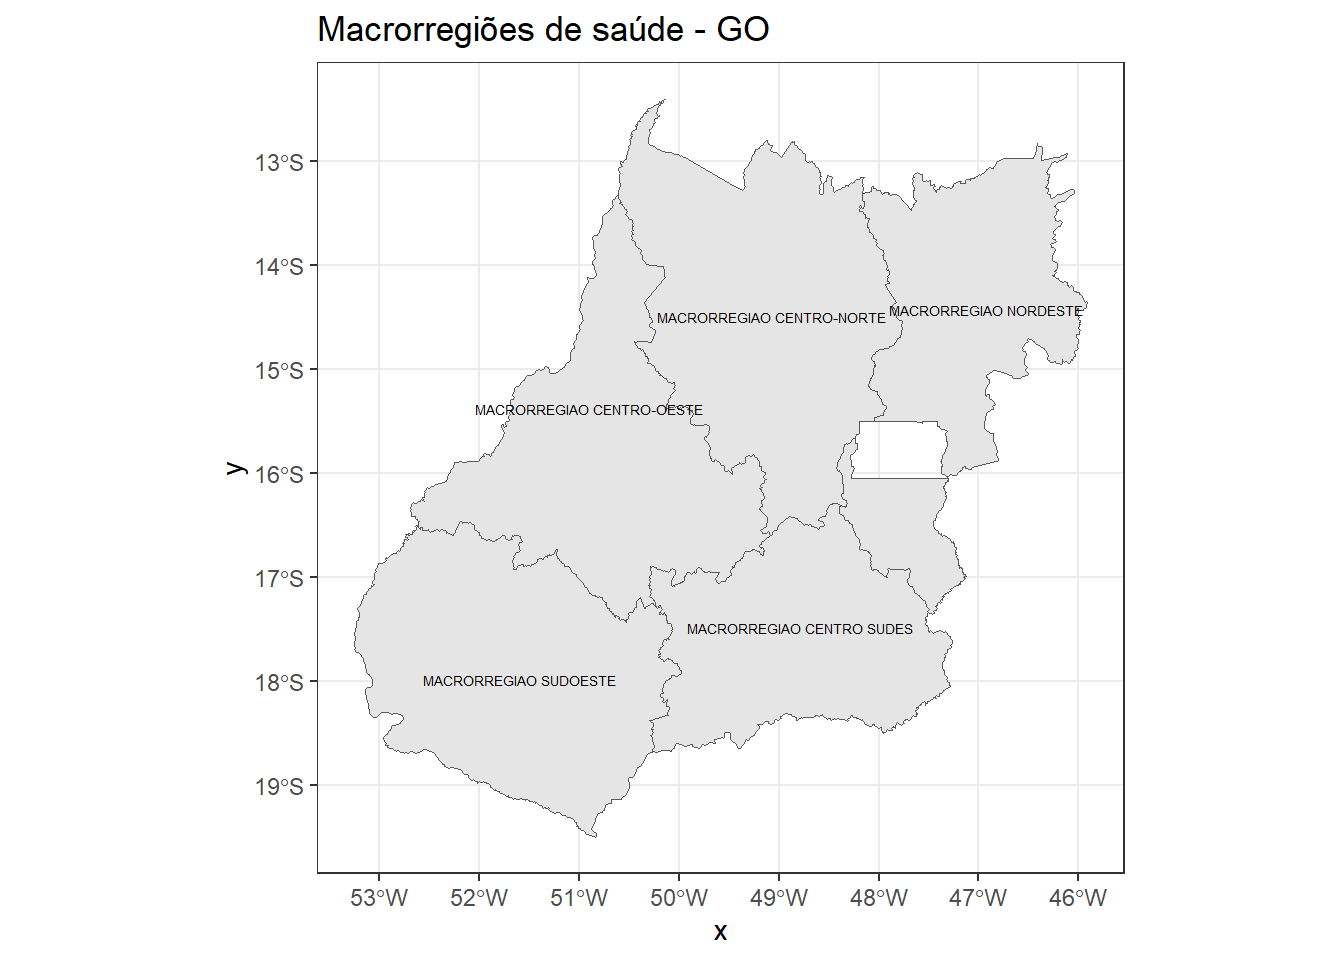 Macrorregiões de saúde - GO
13°S
14°S
MACRORREGIAO NORDESTE
MACRORREGIAO CENTRO-NORTE
15°S
MACRORREGIAO CENTRO-OESTE
y
16°S
17°S
MACRORREGIAO CENTRO SUDES
18°S
MACRORREGIAO SUDOESTE
19°S
53°W 52°W 51°W 50°W 49°W 48°W 47°W 46°W
x